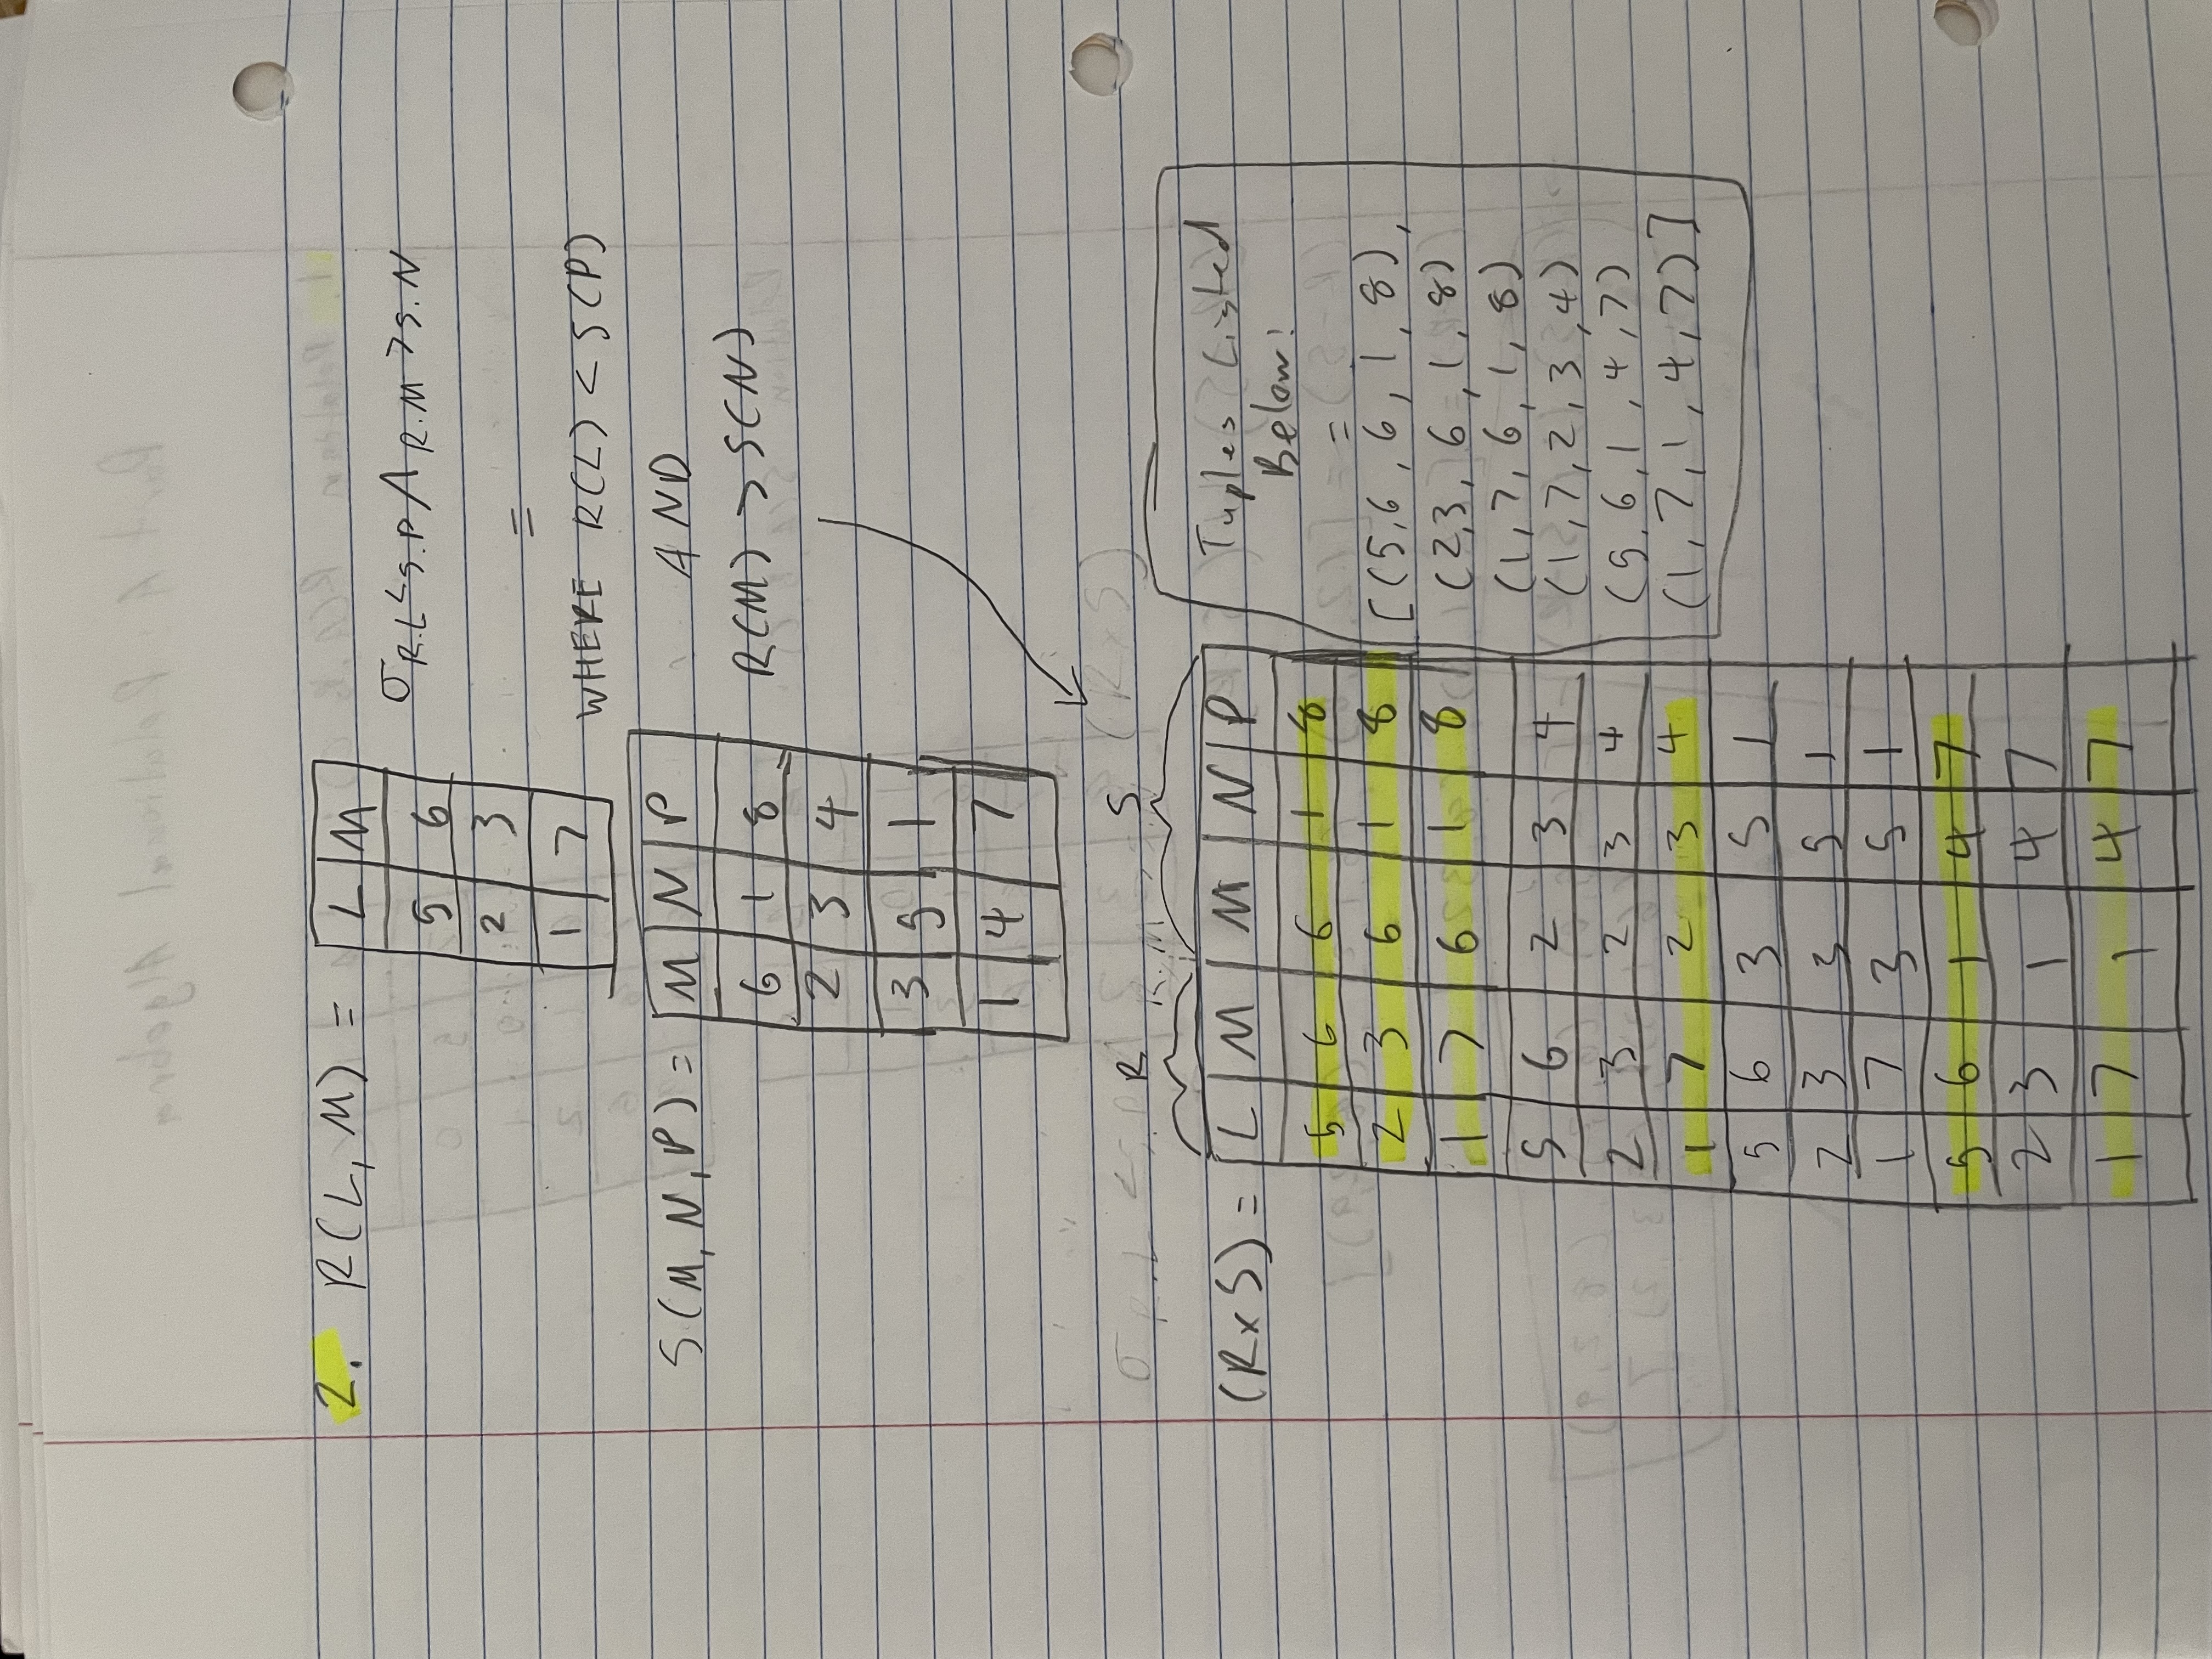 2. R(L, M) =
L M
5 6
2 3
1 7
σ R.L < S.P ∧ R.M > S.N
=
WHERE R(L) < S(P)
AND
R(M) > S(N)
S(M, N, P) =
M N P
6 1 8
2 3 4
3 5 1
1 4 7
R S
(R x S) =
L M M N P
5 6 6 1 8
2 3 6 1 8
1 7 6 1 8
5 6 2 3 4
2 3 2 3 4
1 7 2 3 4
5 6 3 5 1
2 3 3 5 1
1 7 3 5 1
5 6 1 4 7
2 3 1 4 7
1 7 1 4 7
Tuples Listed
Below:
=
[(5,6, 6, 1, 8),
(2,3, 6, 1, 8)
(1, 7, 6, 1, 8)
(1, 7, 2, 3, 4)
(5, 6, 1, 4, 7)
(1, 7, 1, 4, 7)]